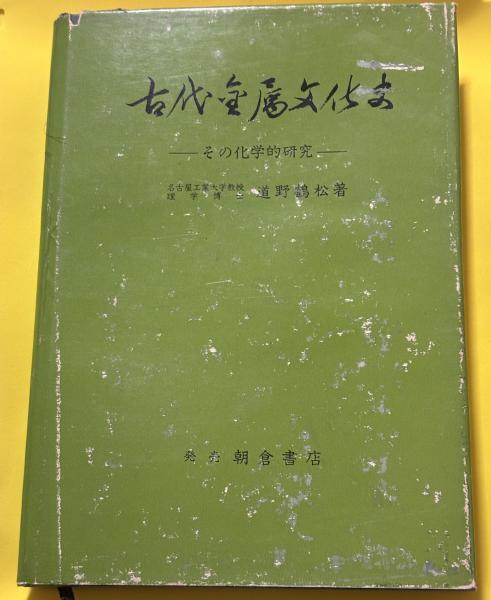 古代金属文化史
―その化学的研究―
名古屋工業大学教授
理学博士
道野鶴松著
発売 朝倉書店